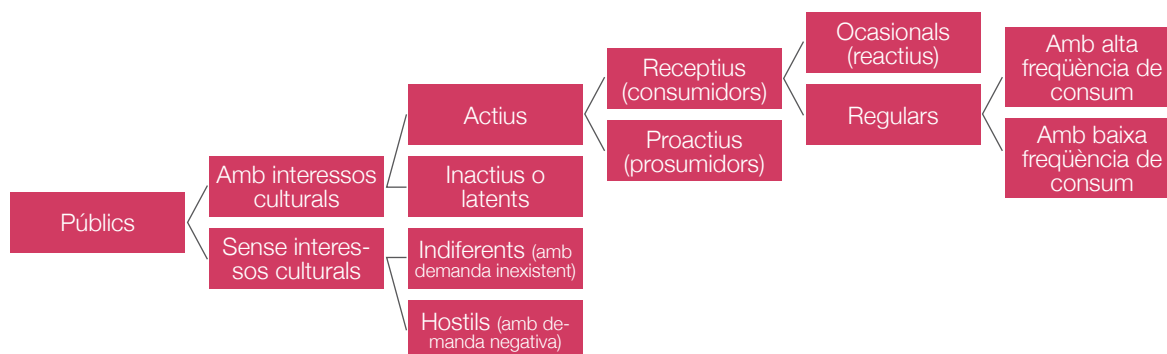 Públics
Amb interessos
culturals
Sense interes-
sos culturals
Actius
Inactius o
latents
Indiferents (amb
demanda inexistent)
Hostils (amb de-
manda negativa)
Receptius
(consumidors)
Proactius
(prosumidors)
Ocasionals
(reactius)
Regulars
Amb alta
freqüència de
consum
Amb baixa
freqüència de
consum